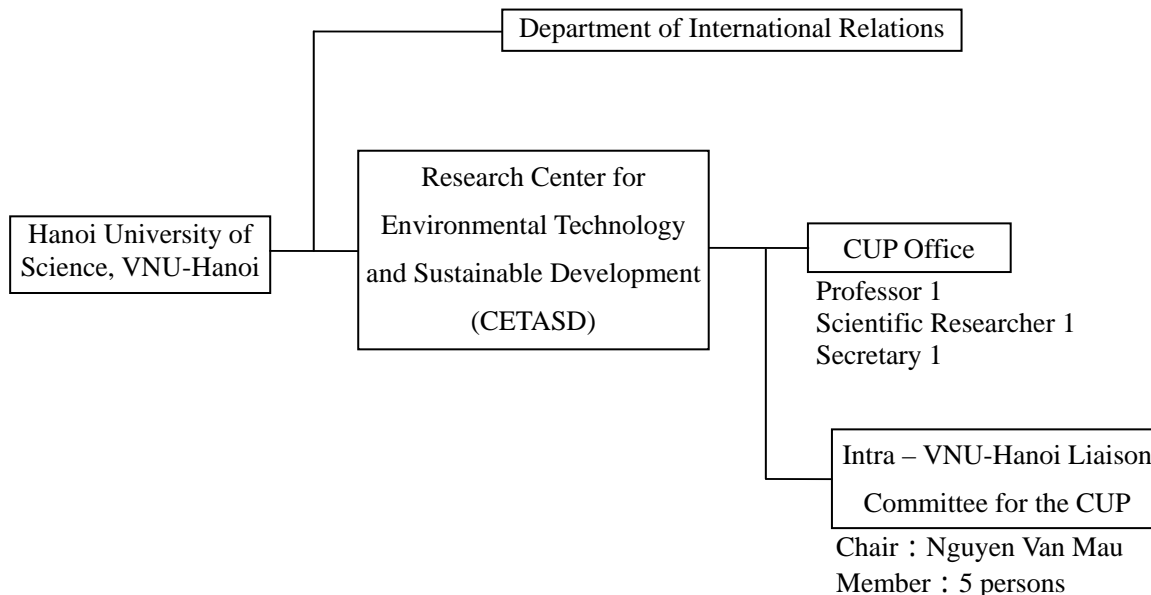 Department of International Relations
Research Center for
Environmental Technology
and Sustainable Development
(CETASD)
Hanoi University of
Science, VNU-Hanoi
CUP Office
Professor 1
Scientific Researcher 1
Secretary 1
Intra – VNU-Hanoi Liaison
Committee for the CUP
Chair：Nguyen Van Mau
Member：5 persons